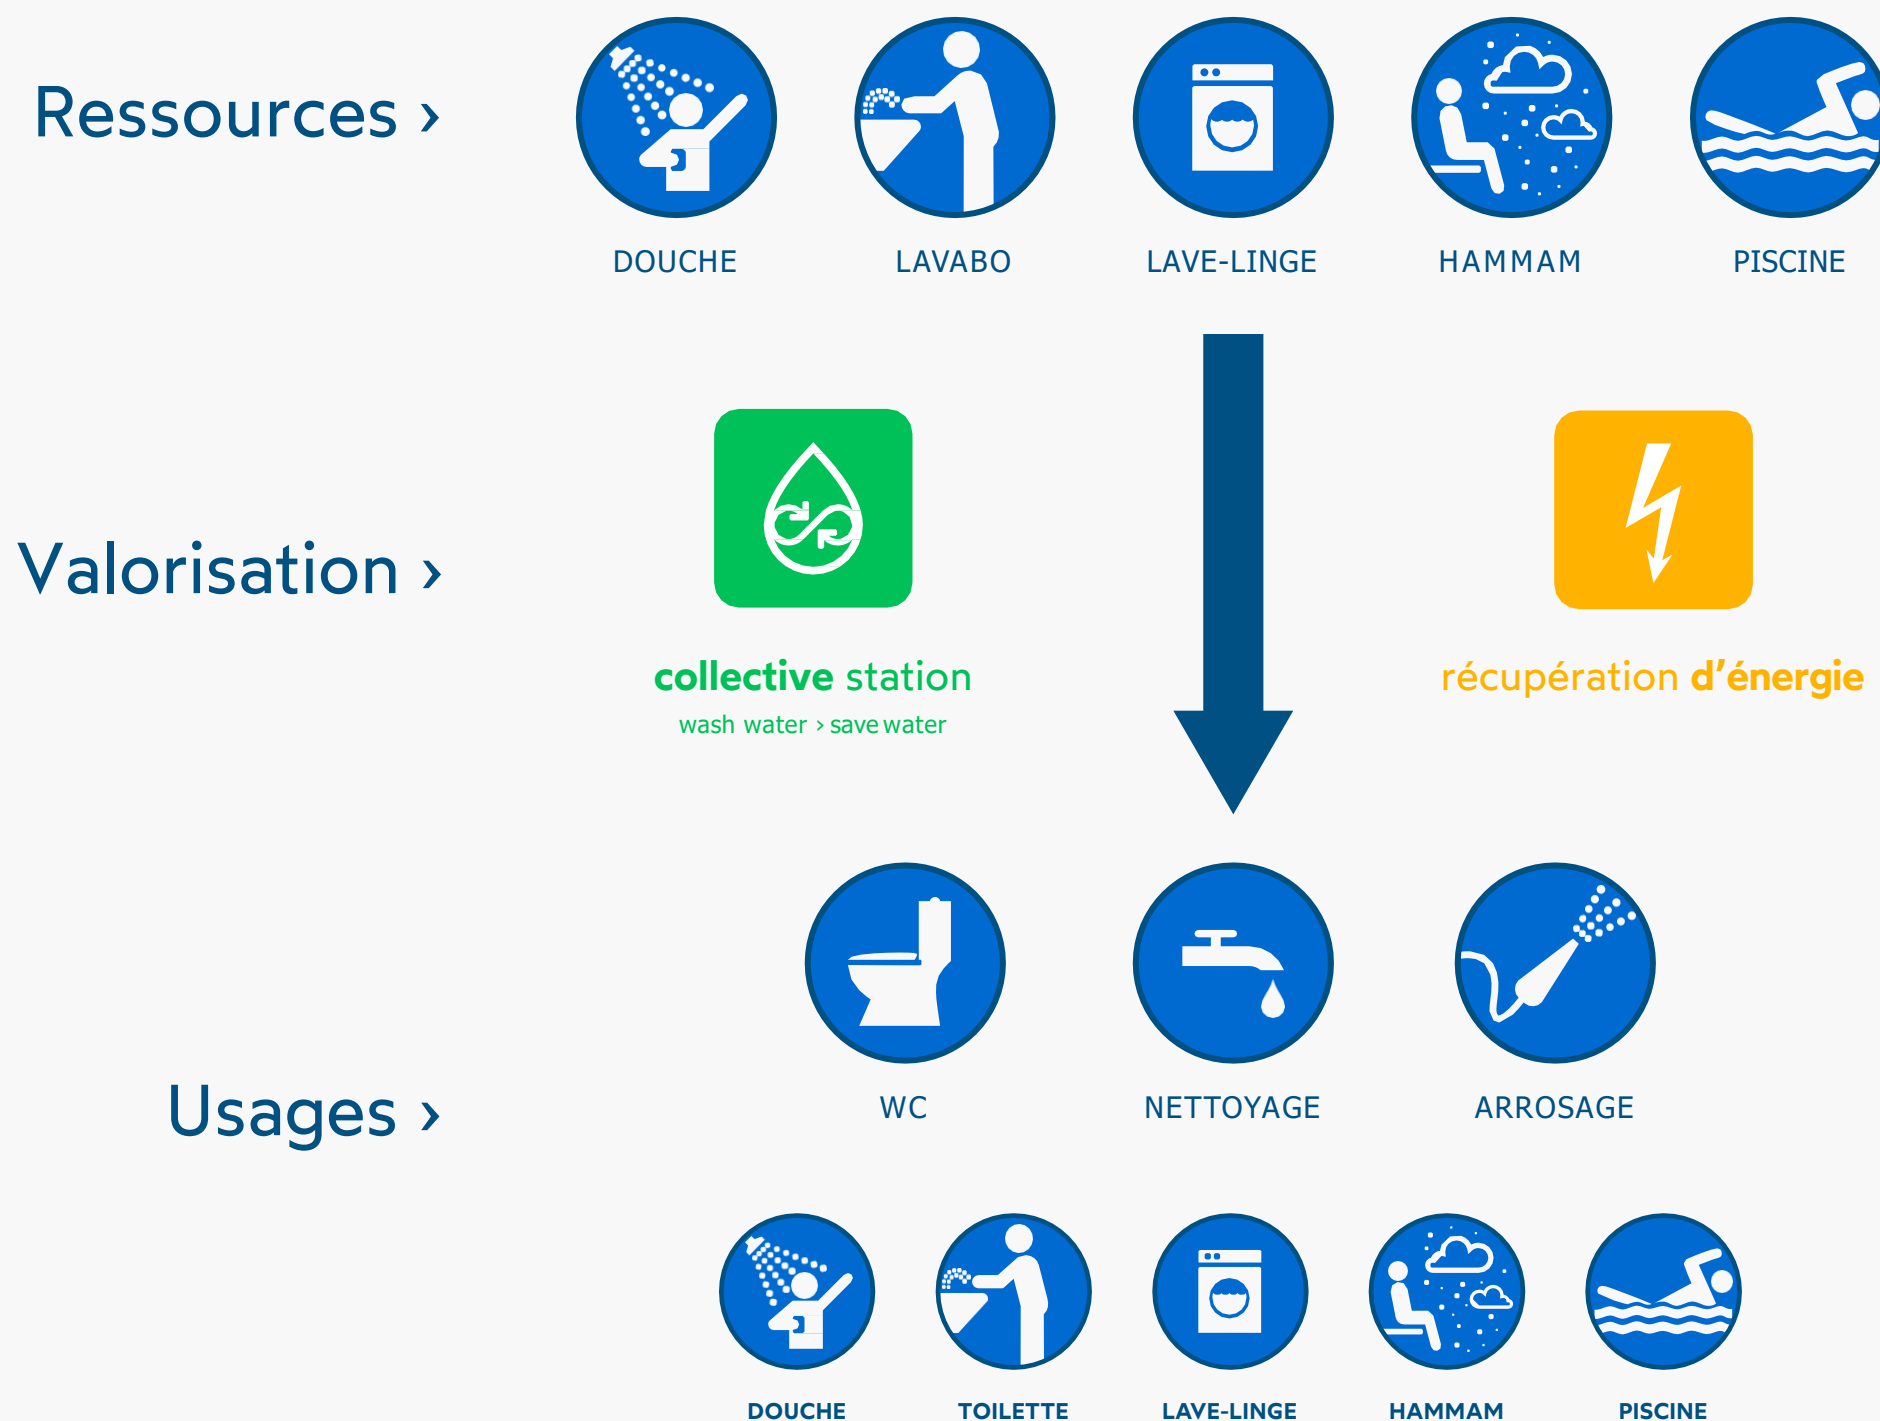 Ressources ›
DOUCHE
LAVABO
LAVE-LINGE
HAMMAM
PISCINE
Valorisation ›
collective station
wash water › save water
récupération d’énergie
Usages ›
WC
NETTOYAGE
ARROSAGE
DOUCHE
TOILETTE
LAVE-LINGE
HAMMAM
PISCINE